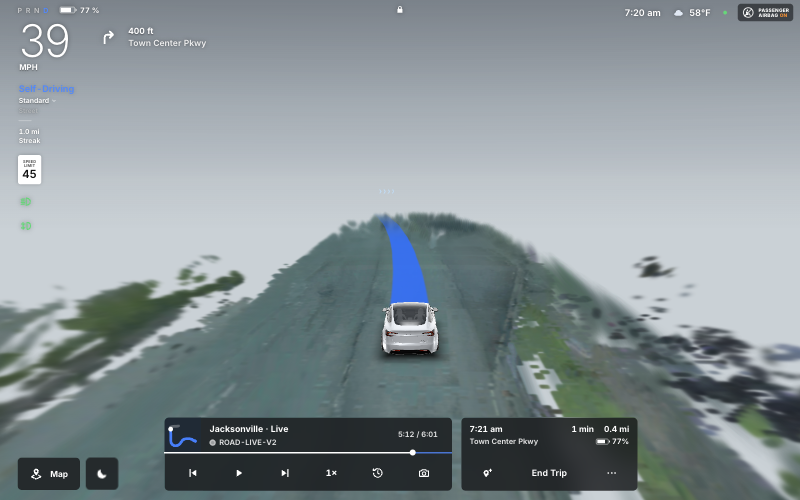 P R N D
77 %
7:20 am
58°F
PASSENGER
AIRBAG ON
39
MPH
400 ft
Town Center Pkwy
Self-Driving
Standard
1.0 mi
Streak
SPEED
LIMIT
45
Jacksonville · Live
ROAD-LIVE-V2
5:12 / 6:01
1×
7:21 am
1 min
0.4 mi
Town Center Pkwy
77%
End Trip
Map